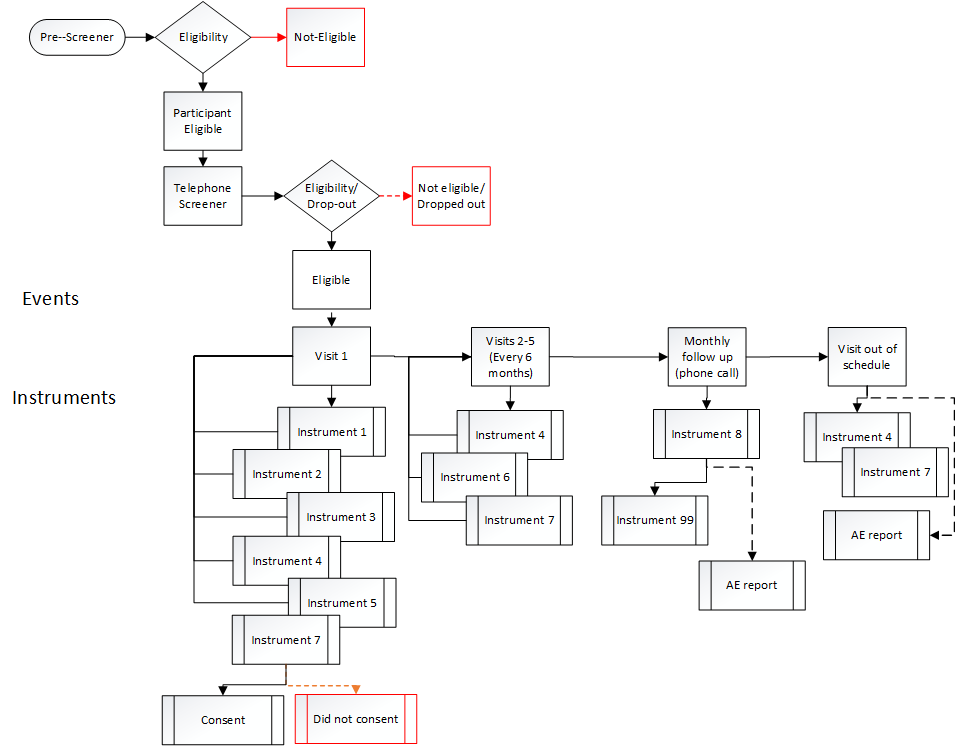 Pre--Screener
Eligibility
Not-Eligible
Participant
Eligible
Telephone
Screener
Eligibility/
Drop-out
Not eligible/
Dropped out
Eligible
Events
Visit 1
Visits 2-5
(Every 6
months)
Monthly
follow up
(phone call)
Visit out of
schedule
Instruments
Instrument 1
Instrument 2
Instrument 3
Instrument 4
Instrument 5
Instrument 7
Consent
Did not consent
Instrument 4
Instrument 6
Instrument 7
Instrument 8
Instrument 99
AE report
Instrument 4
Instrument 7
AE report